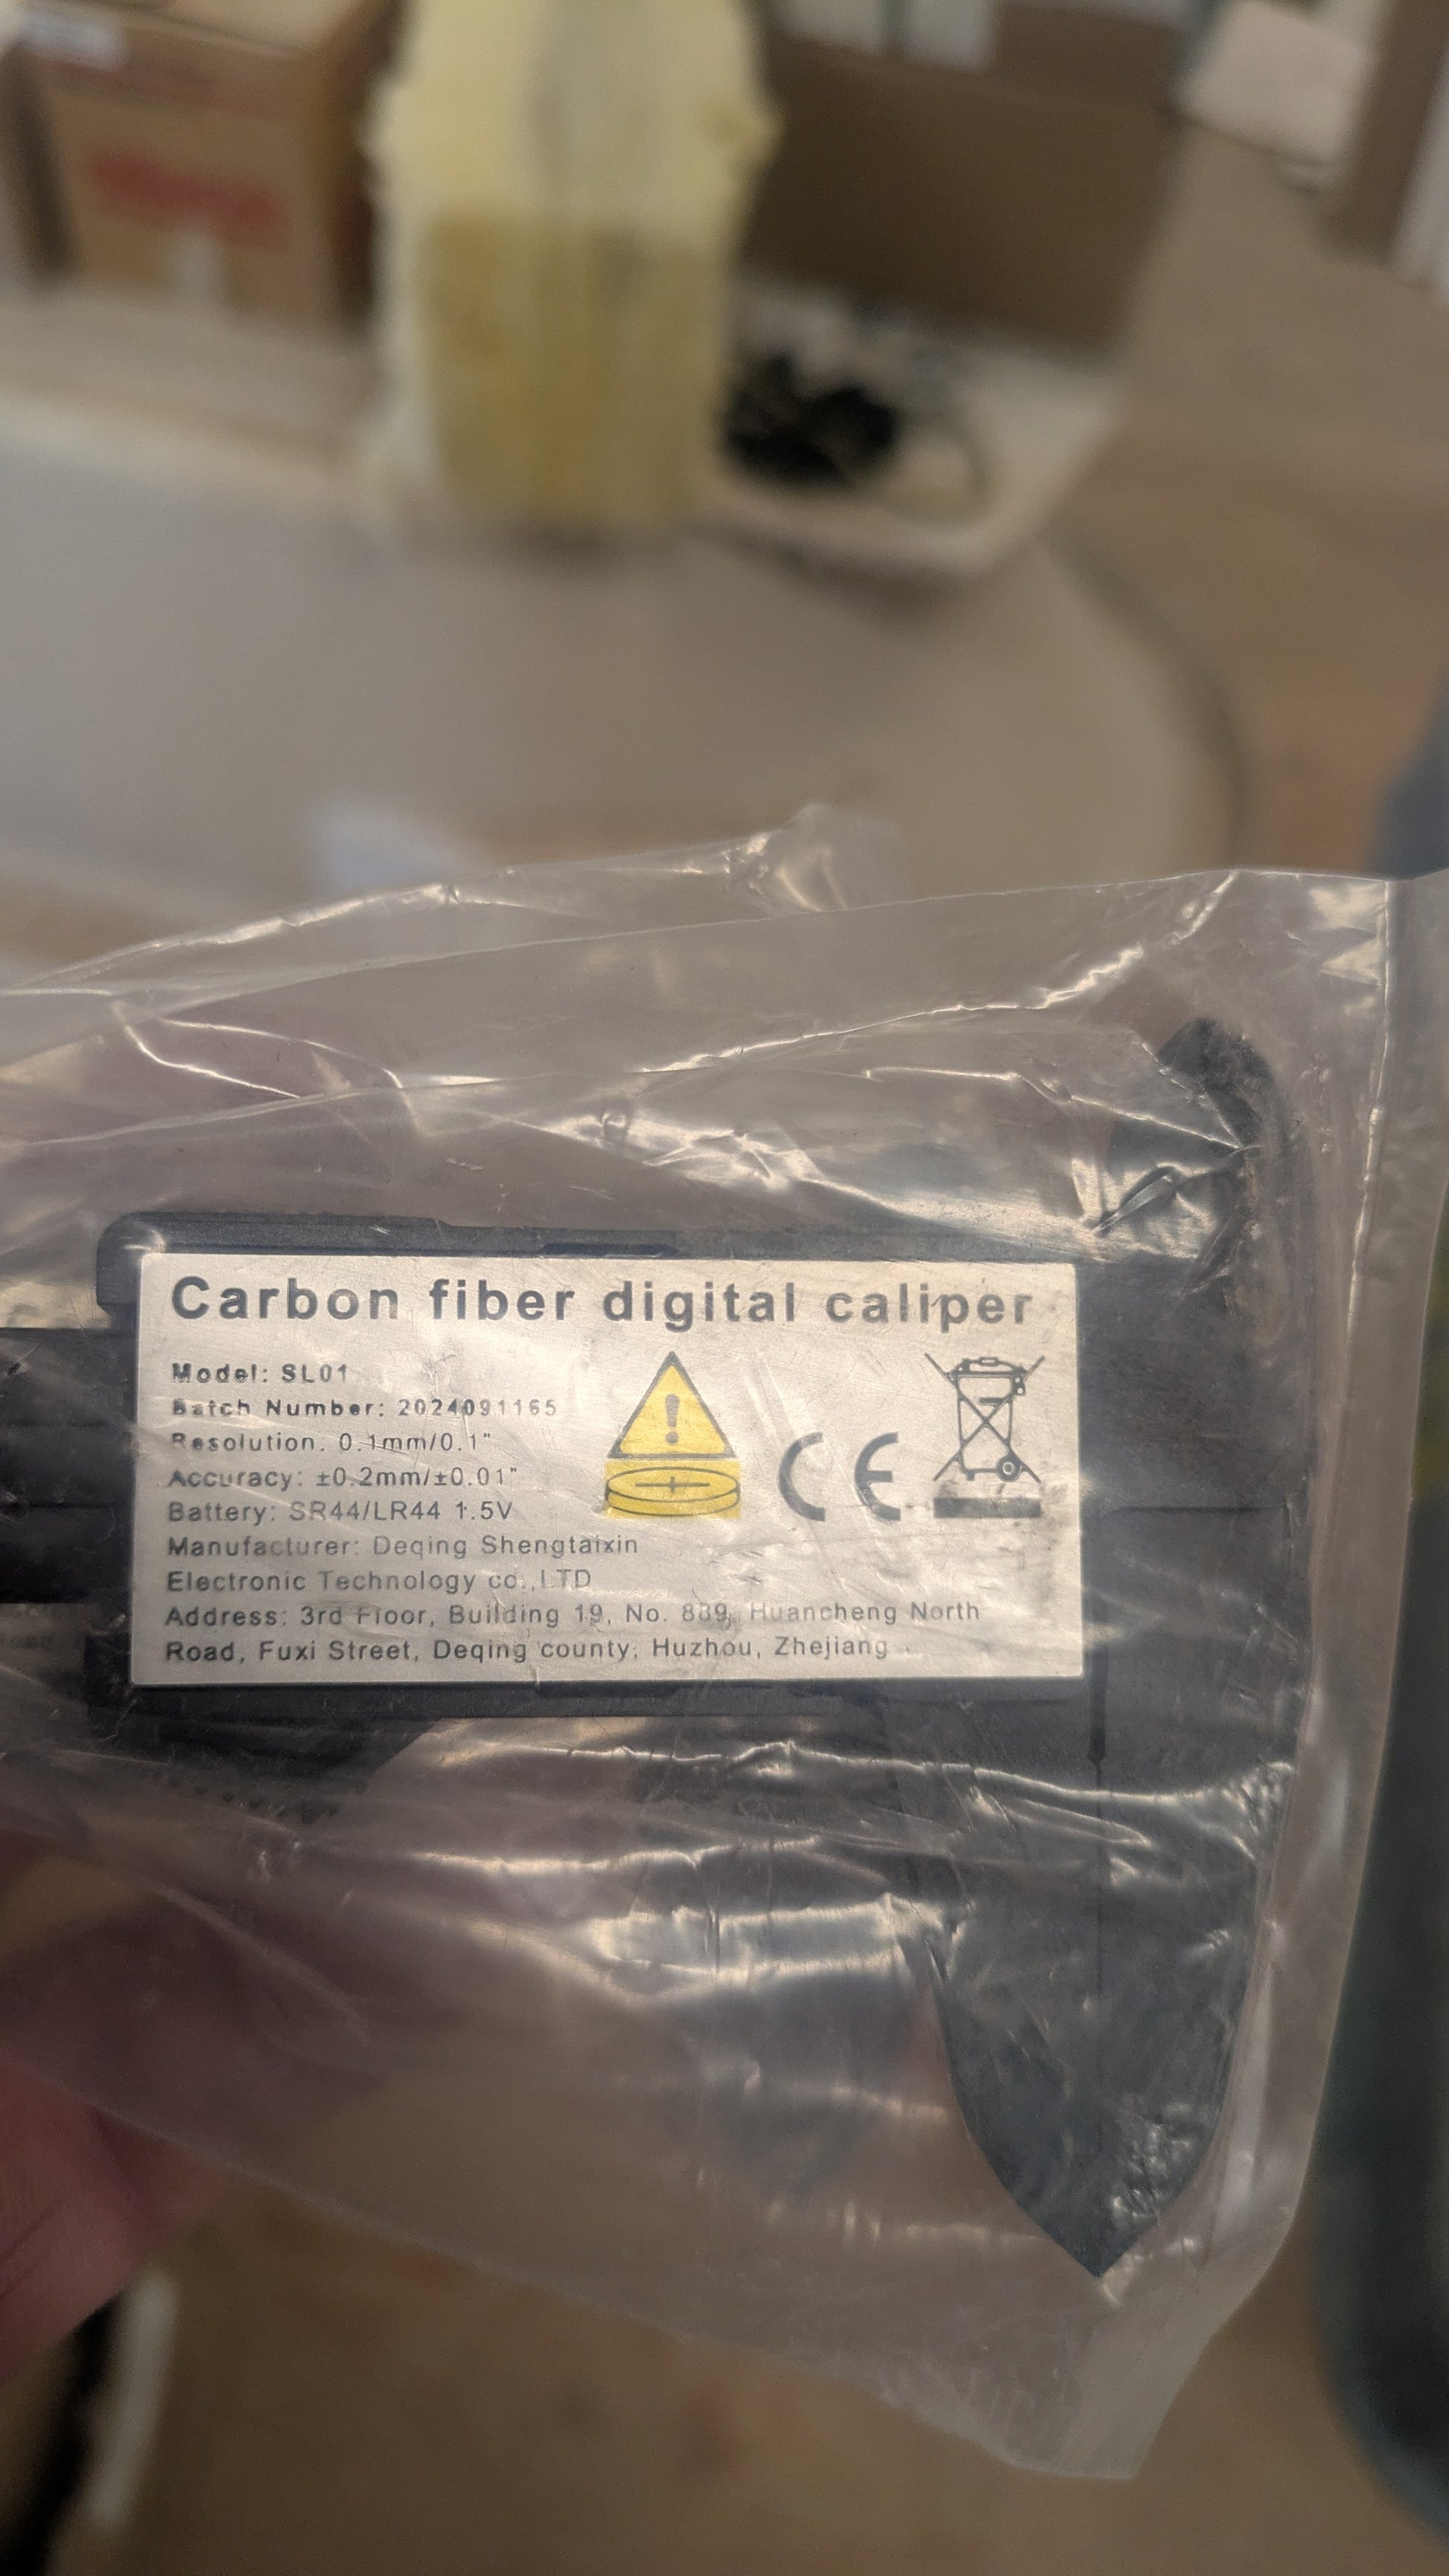 Carbon fiber digital caliper
Model: SL01
Batch Number: 2024091165
Resolution: 0.1mm/0.1"
Accuracy: ±0.2mm/±0.01"
Battery: SR44/LR44 1.5V
Manufacturer: Deqing Shengtaixin
Electronic Technology co.,LTD
Address: 3rd Floor, Building 19, No. 889, Huancheng North
Road, Fuxi Street, Deqing county, Huzhou, Zhejiang